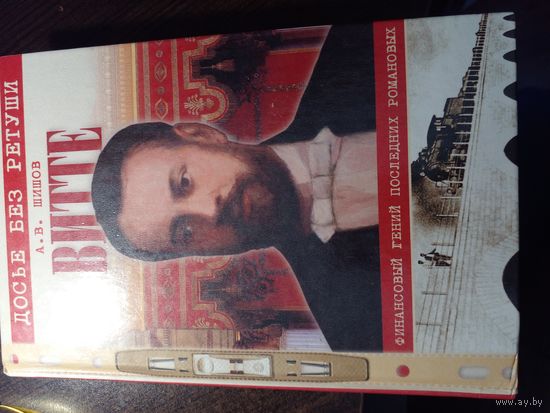 ДОСЬЕ БЕЗ РЕТУШИ
А.В. ШИШОВ
ВИТТЕ
ФИНАНСОВЫЙ ГЕНИЙ ПОСЛЕДНИХ РОМАНОВЫХ
www.ay.by